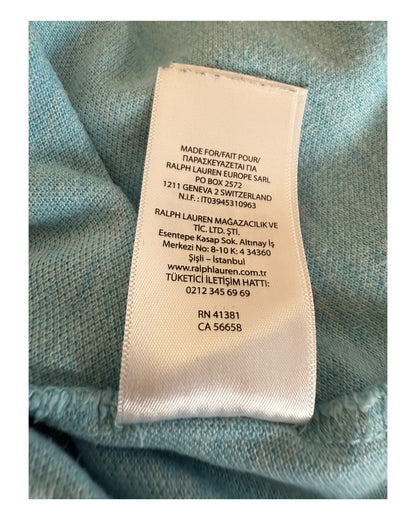 MADE FOR/FAIT POUR/
ΠΑΡΑΣΚΕΥΑΖΕΤΑΙ ΓΙΑ
RALPH LAUREN EUROPE SARL
PO BOX 2572
1211 GENEVA 2 SWITZERLAND
N.I.F. : IT03945310963
RALPH LAUREN MAĞAZACILIK VE
TİC. LTD. ŞTİ.
Esentepe Kasap Sok. Altınay İş
Merkezi No: 8-10 K: 4 34360
Şişli – İstanbul
www.ralphlauren.com.tr
TÜKETİCİ İLETİŞİM HATTI:
0212 345 69 69
RN 41381
CA 56658